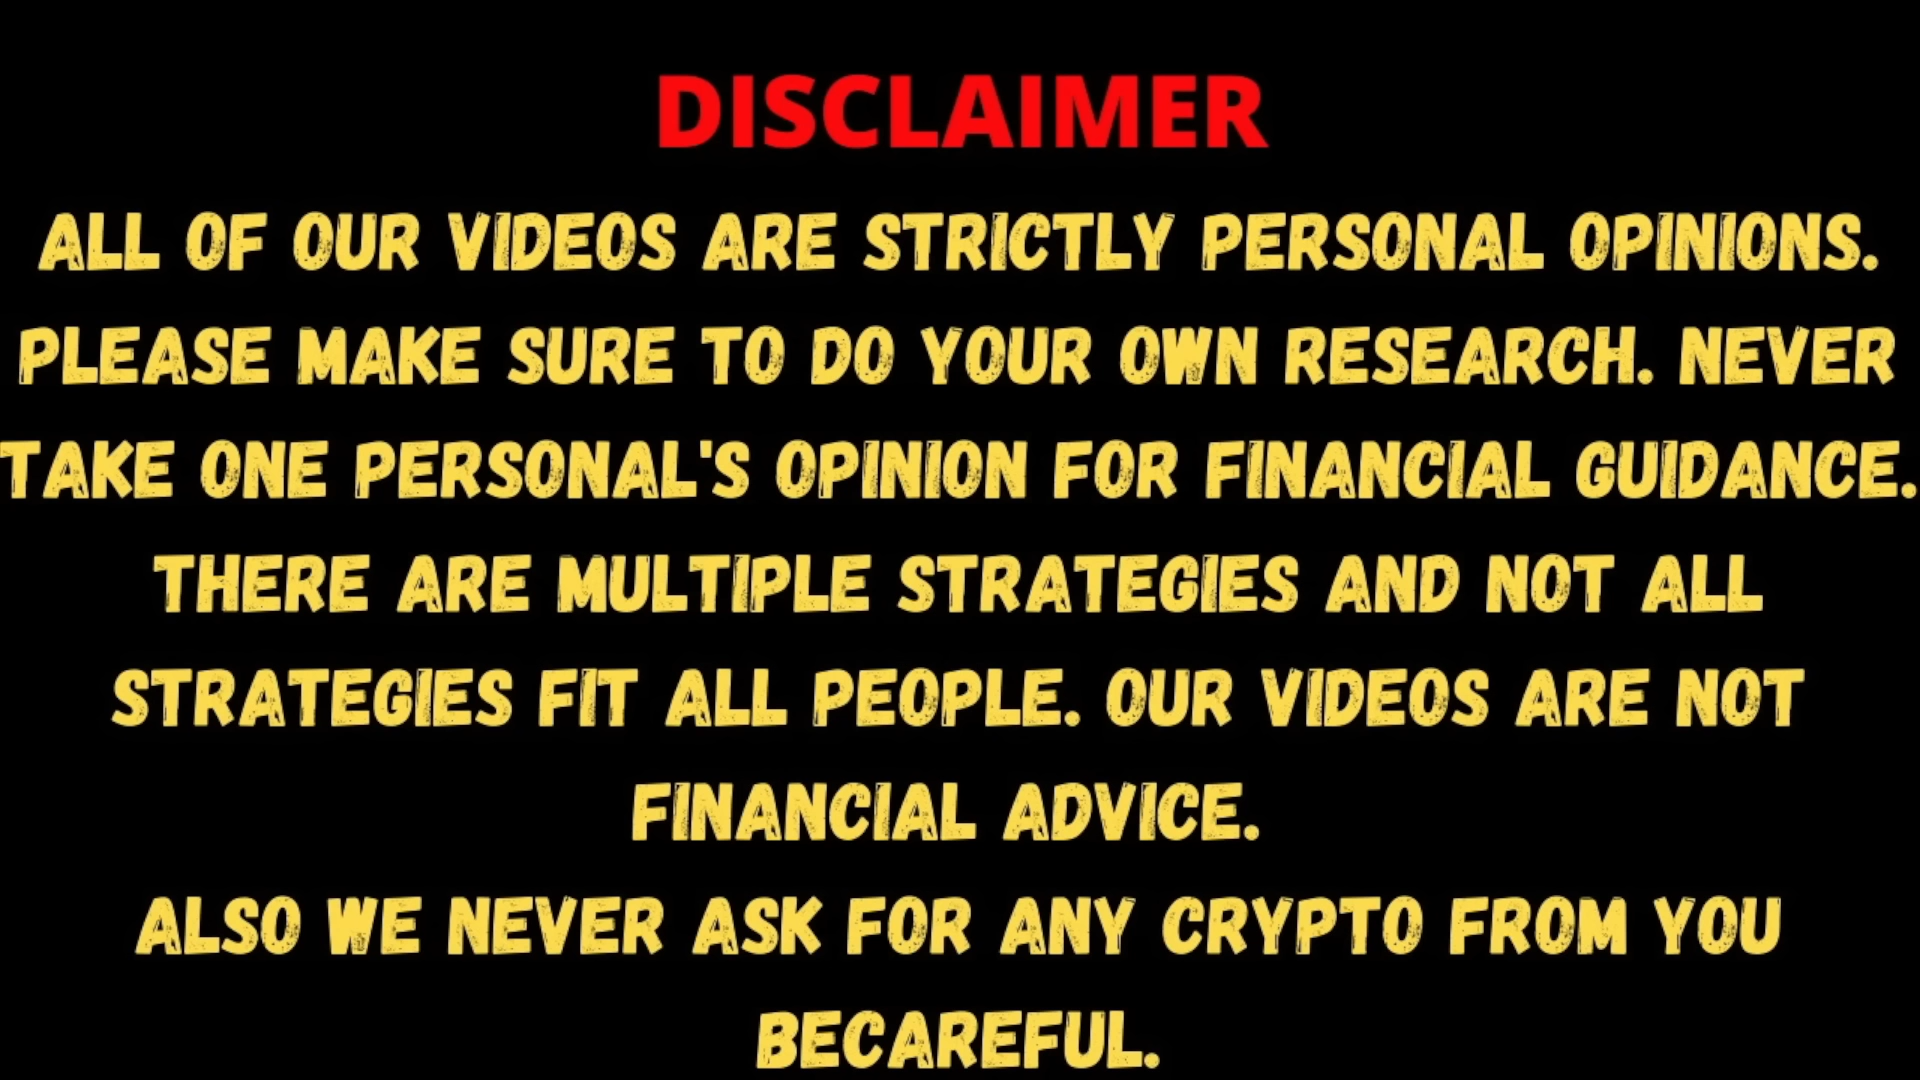 DISCLAIMER
ALL OF OUR VIDEOS ARE STRICTLY PERSONAL OPINIONS.
PLEASE MAKE SURE TO DO YOUR OWN RESEARCH. NEVER
TAKE ONE PERSONAL'S OPINION FOR FINANCIAL GUIDANCE.
THERE ARE MULTIPLE STRATEGIES AND NOT ALL
STRATEGIES FIT ALL PEOPLE. OUR VIDEOS ARE NOT
FINANCIAL ADVICE.
ALSO WE NEVER ASK FOR ANY CRYPTO FROM YOU
BECAREFUL.